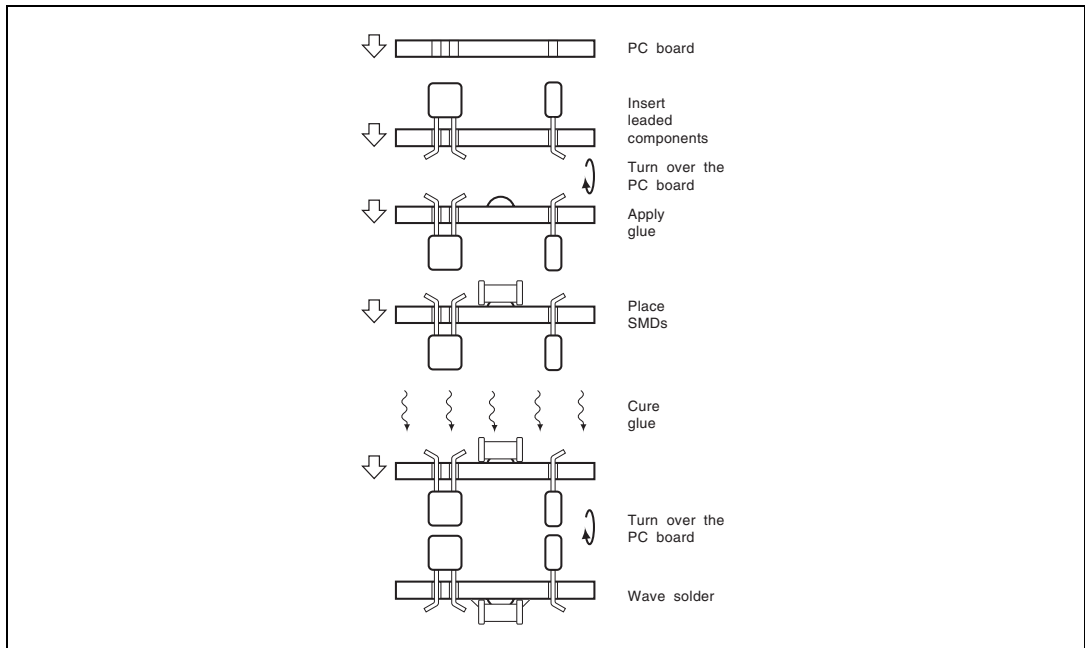 PC board
Insert
leaded
components
Turn over the
PC board
Apply
glue
Place
SMDs
Cure
glue
Turn over the
PC board
Wave solder